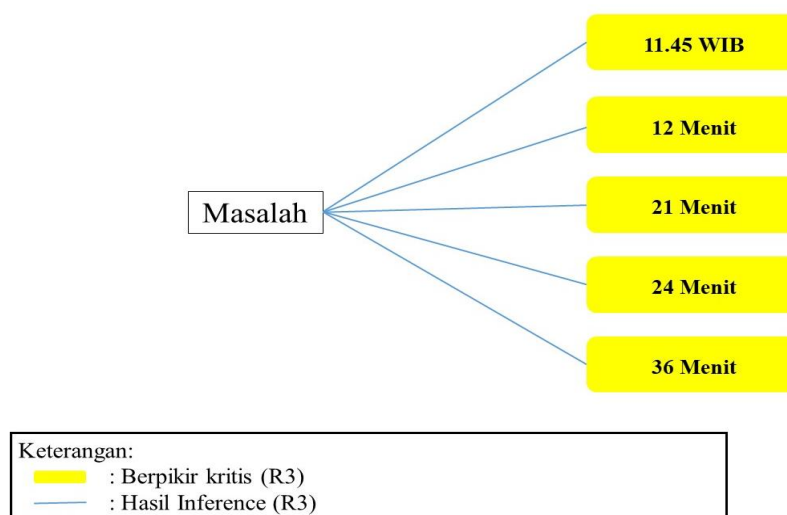 11.45 WIB
12 Menit
21 Menit
Masalah
24 Menit
36 Menit
Keterangan:
: Berpikir kritis (R3)
: Hasil Inference (R3)